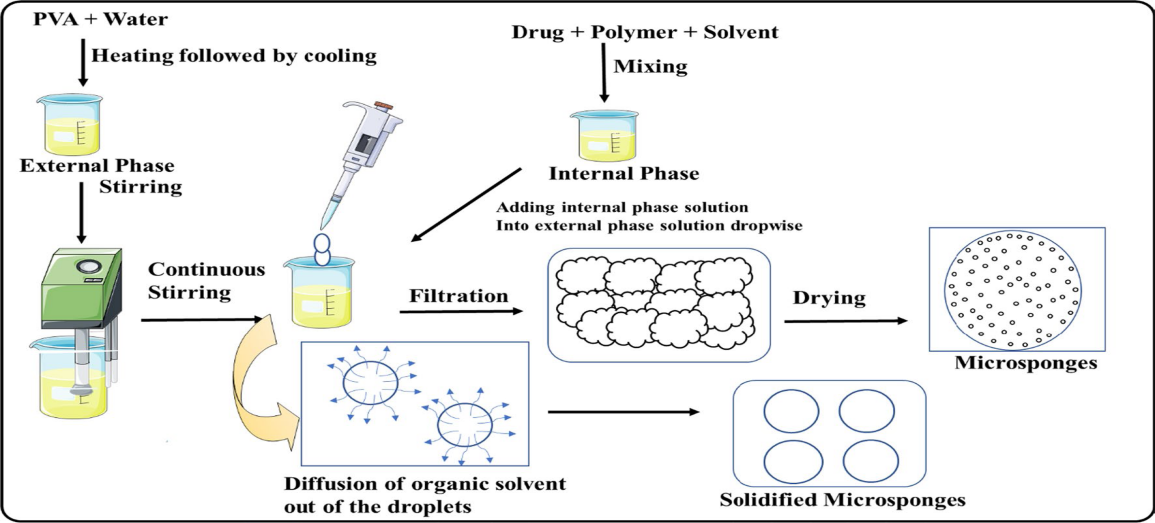 PVA + Water
Heating followed by cooling
External Phase
Stirring
Drug + Polymer + Solvent
Mixing
Internal Phase
Adding internal phase solution
Into external phase solution dropwise
Continuous
Stirring
Filtration
Drying
Microsponges
Diffusion of organic solvent
out of the droplets
Solidified Microsponges